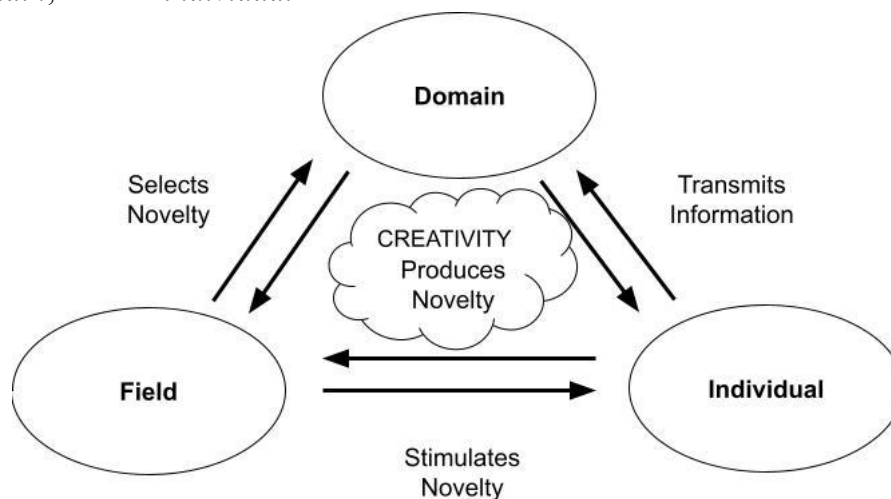 Domain
Selects
Novelty
Transmits
Information
CREATIVITY
Produces
Novelty
Field
Individual
Stimulates
Novelty